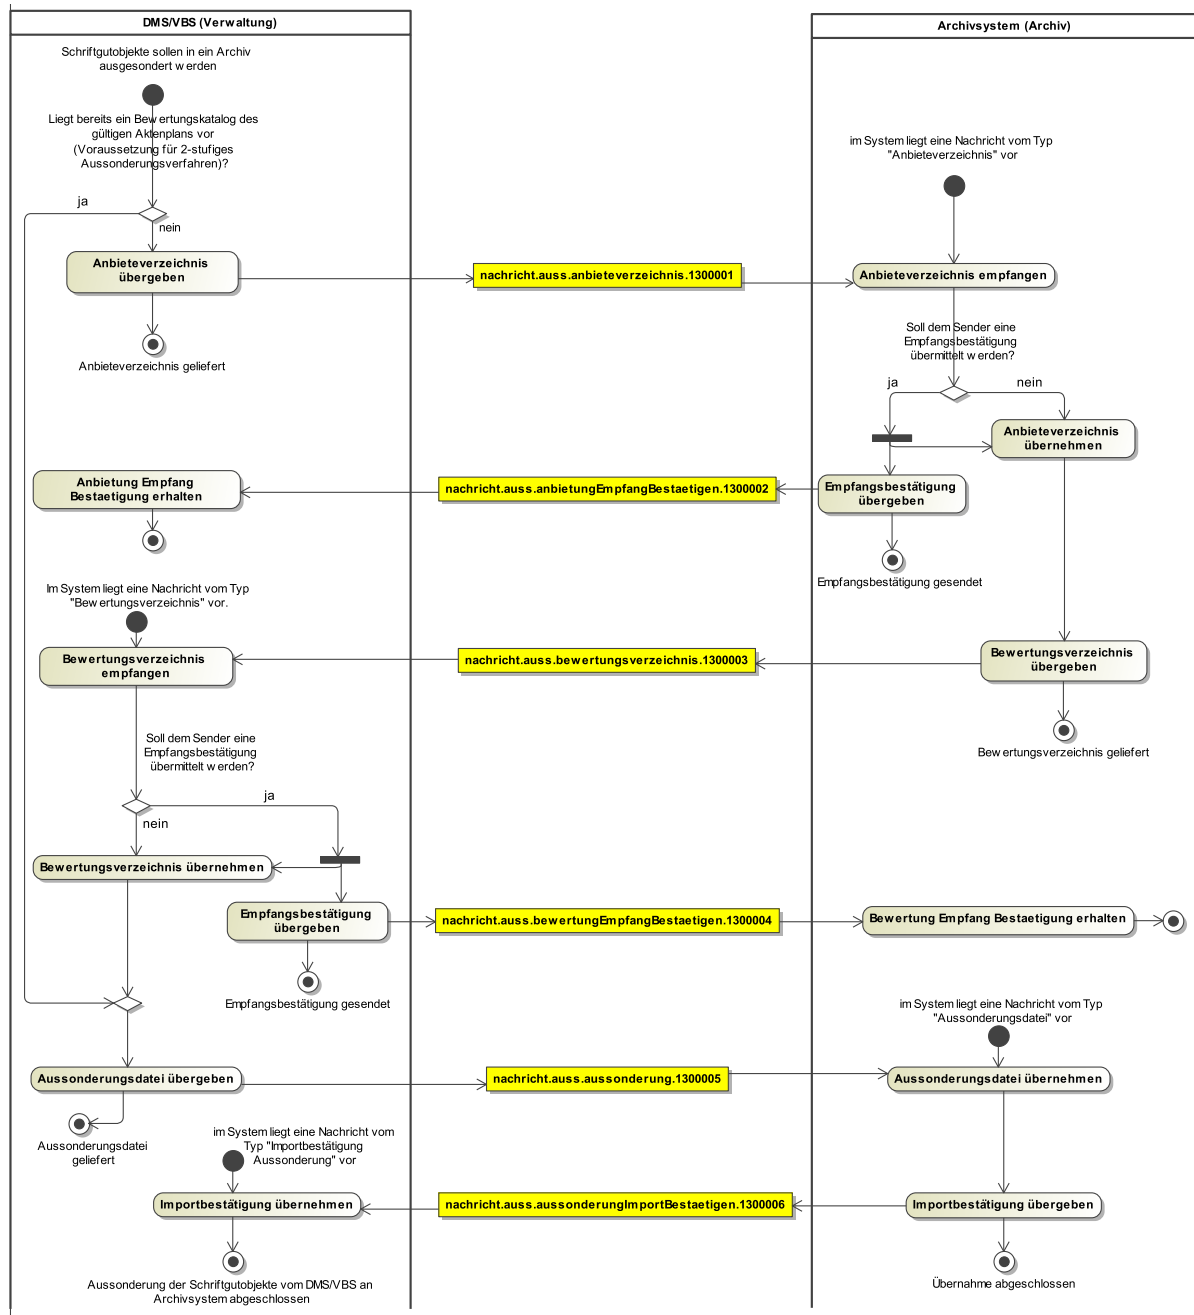 DMS/VBS (Verwaltung)
Archivsystem (Archiv)
Schriftgutobjekte sollen in ein Archiv
ausgesondert werden
Liegt bereits ein Bewertungskatalog des
gültigen Aktenplans vor
(Voraussetzung für 2-stufiges
Aussonderungsverfahren)?
im System liegt eine Nachricht vom Typ
"Anbieteverzeichnis" vor
ja
nein
Anbieteverzeichnis
übergeben
nachricht.auss.anbieteverzeichnis.1300001
Anbieteverzeichnis empfangen
Anbieteverzeichnis geliefert
Soll dem Sender eine
Empfangsbestätigung
übermittelt werden?
ja
nein
Anbieteverzeichnis
übernehmen
Anbietung Empfang
Bestaetigung erhalten
nachricht.auss.anbietungEmpfangBestaetigen.1300002
Empfangsbestätigung
übergeben
Empfangsbestätigung gesendet
Im System liegt eine Nachricht vom Typ
"Bewertungsverzeichnis" vor.
Bewertungsverzeichnis
empfangen
nachricht.auss.bewertungsverzeichnis.1300003
Bewertungsverzeichnis
übergeben
Bewertungsverzeichnis geliefert
Soll dem Sender eine
Empfangsbestätigung
übermittelt werden?
ja
nein
Bewertungsverzeichnis übernehmen
Empfangsbestätigung
übergeben
nachricht.auss.bewertungEmpfangBestaetigen.1300004
Bewertung Empfang Bestaetigung erhalten
Empfangsbestätigung gesendet
im System liegt eine Nachricht vom Typ
"Aussonderungsdatei" vor
Aussonderungsdatei übergeben
nachricht.auss.aussonderung.1300005
Aussonderungsdatei übernehmen
Aussonderungsdatei
geliefert
im System liegt eine Nachricht vom
Typ "Importbestätigung
Aussonderung" vor
Importbestätigung übernehmen
nachricht.auss.aussonderungImportBestaetigen.1300006
Importbestätigung übergeben
Aussonderung der Schriftgutobjekte vom DMS/VBS an
Archivsystem abgeschlossen
Übernahme abgeschlossen